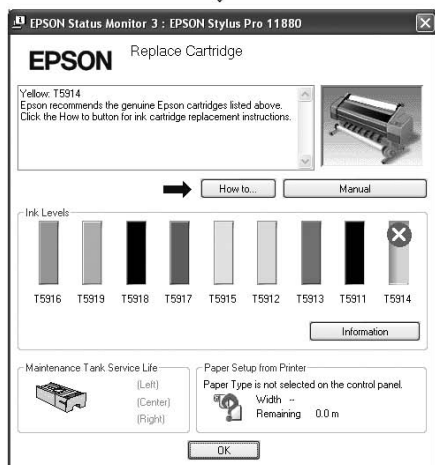 EPSON Status Monitor 3 : EPSON Stylus Pro 11880
EPSON Replace Cartridge
Yellow: T5914
Epson recommends the genuine Epson cartridges listed above.
Click the How to button for ink cartridge replacement instructions.
How to...
Manual
Ink Levels
T5916 T5919 T5918 T5917 T5915 T5912 T5913 T5911 T5914
Information
Maintenance Tank Service Life
(Left)
(Center)
(Right)
Paper Setup from Printer
Paper Type is not selected on the control panel.
Width --
Remaining 0.0 m
OK